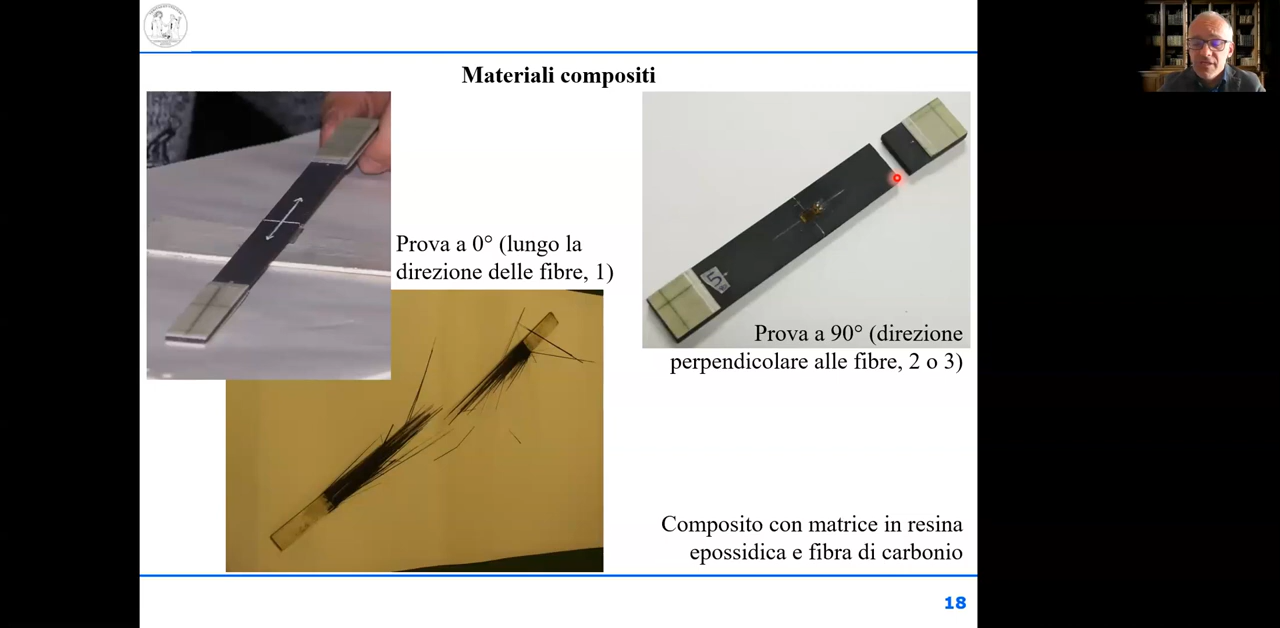 Materiali compositi
Prova a 0° (lungo la
direzione delle fibre, 1)
Prova a 90° (direzione
perpendicolare alle fibre, 2 o 3)
Composito con matrice in resina
epossidica e fibra di carbonio
18